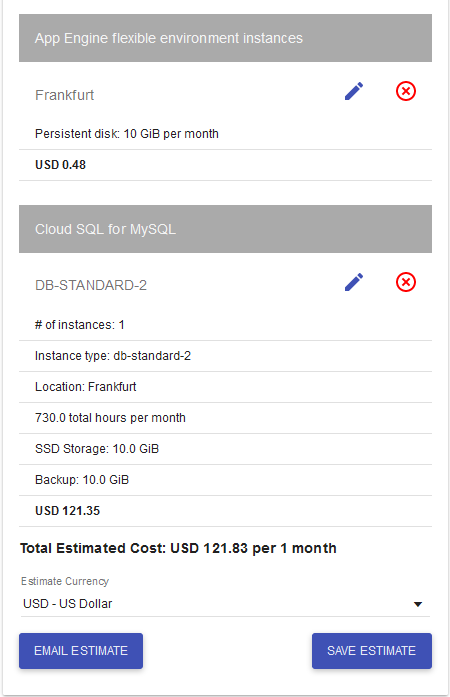 App Engine flexible environment instances
Frankfurt
Persistent disk: 10 GiB per month
USD 0.48
Cloud SQL for MySQL
DB-STANDARD-2
# of instances: 1
Instance type: db-standard-2
Location: Frankfurt
730.0 total hours per month
SSD Storage: 10.0 GiB
Backup: 10.0 GiB
USD 121.35
Total Estimated Cost: USD 121.83 per 1 month
Estimate Currency
USD - US Dollar
EMAIL ESTIMATE
SAVE ESTIMATE